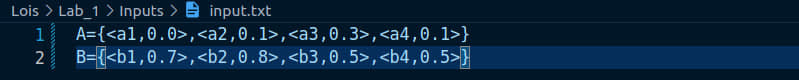 Lois > Lab_1 > Inputs > input.txt
1 A={<a1,0.0>,<a2,0.1>,<a3,0.3>,<a4,0.1>}
2 B={<b1,0.7>,<b2,0.8>,<b3,0.5>,<b4,0.5>}